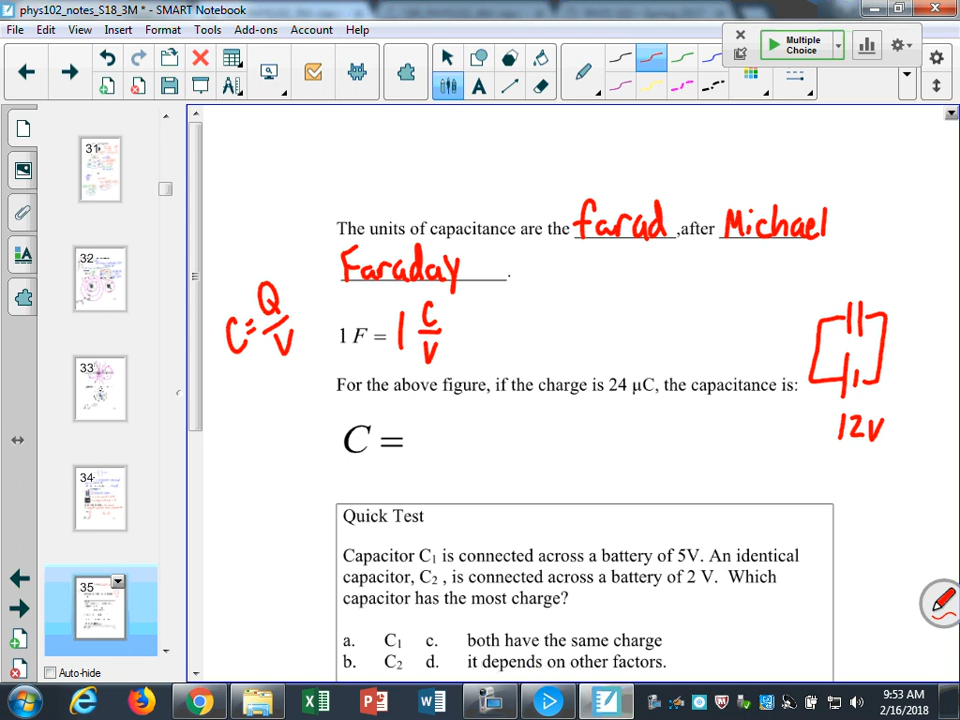 phys102_notes_S18_3M * - SMART Notebook
File Edit View Insert Format Tools Add-ons Account Help
Multiple Choice
31
32
33
34
35
Auto-hide
The units of capacitance are the farad ,after Michael
Faraday .
C = Q/V
1 F = 1 C/V
For the above figure, if the charge is 24 µC, the capacitance is:
12V
C =
Quick Test
Capacitor C₁ is connected across a battery of 5V. An identical
capacitor, C₂ , is connected across a battery of 2 V. Which
capacitor has the most charge?
a. C₁ c. both have the same charge
b. C₂ d. it depends on other factors.
9:53 AM
2/16/2018